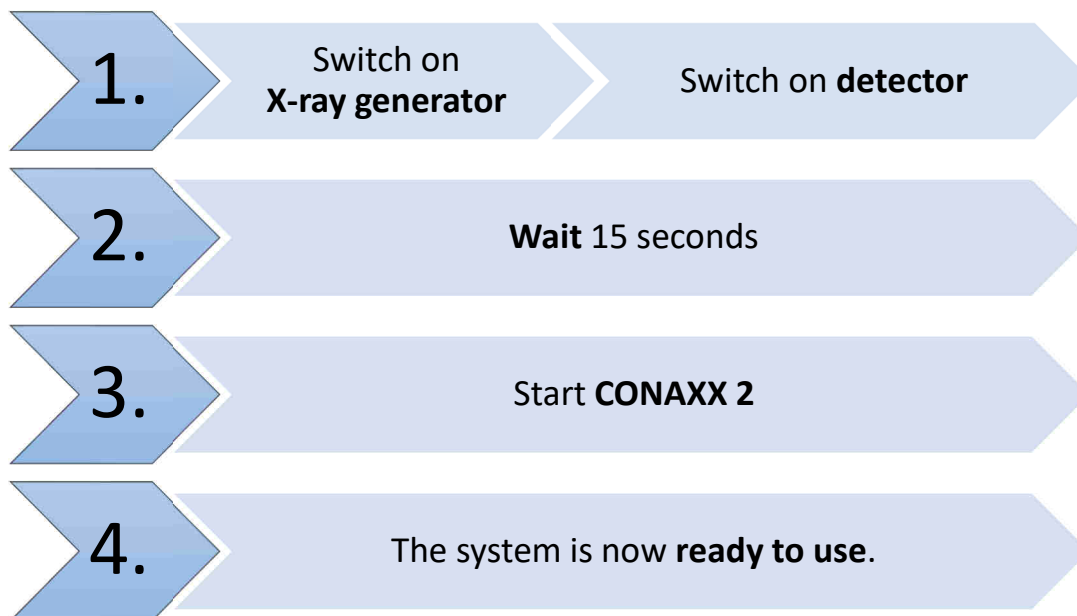 1.
Switch on
X-ray generator
Switch on detector
2.
Wait 15 seconds
3.
Start CONAXX 2
4.
The system is now ready to use.